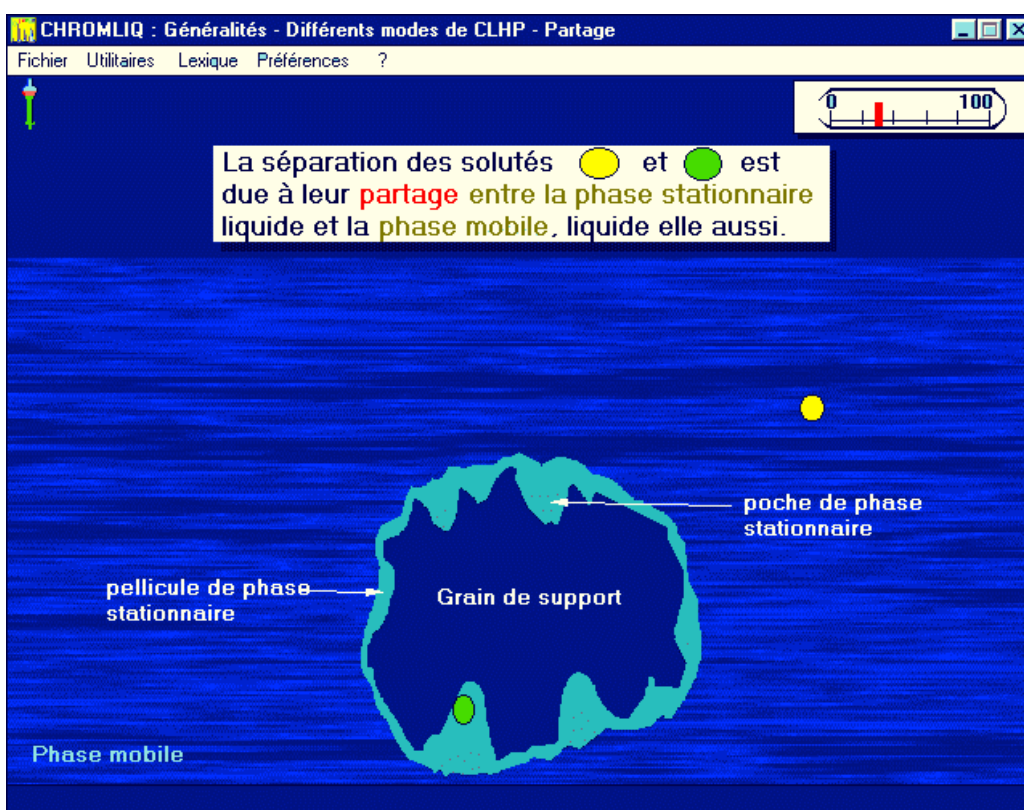 CHROMLIQ : Généralités - Différents modes de CLHP - Partage
Fichier Utilitaires Lexique Préférences ?
0 100
La séparation des solutés et est
due à leur partage entre la phase stationnaire
liquide et la phase mobile, liquide elle aussi.
poche de phase
stationnaire
pellicule de phase
stationnaire
Grain de support
Phase mobile